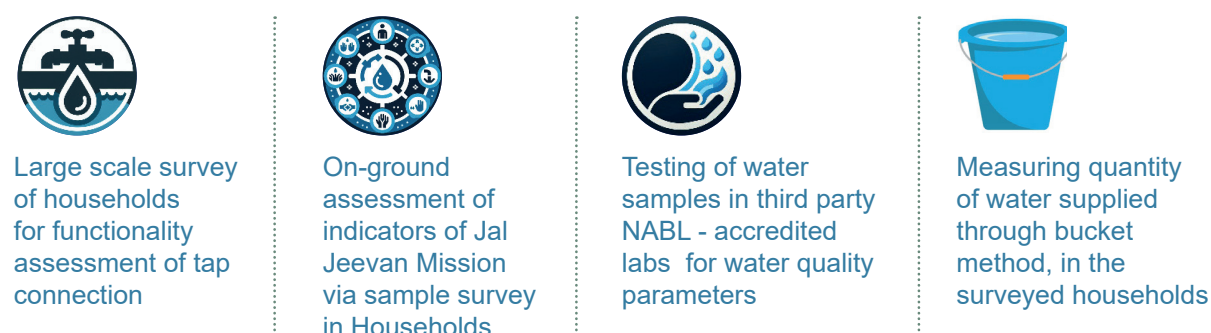 Large scale survey
of households
for functionality
assessment of tap
connection
On-ground
assessment of
indicators of Jal
Jeevan Mission
via sample survey
in Households
Testing of water
samples in third party
NABL - accredited
labs for water quality
parameters
Measuring quantity
of water supplied
through bucket
method, in the
surveyed households